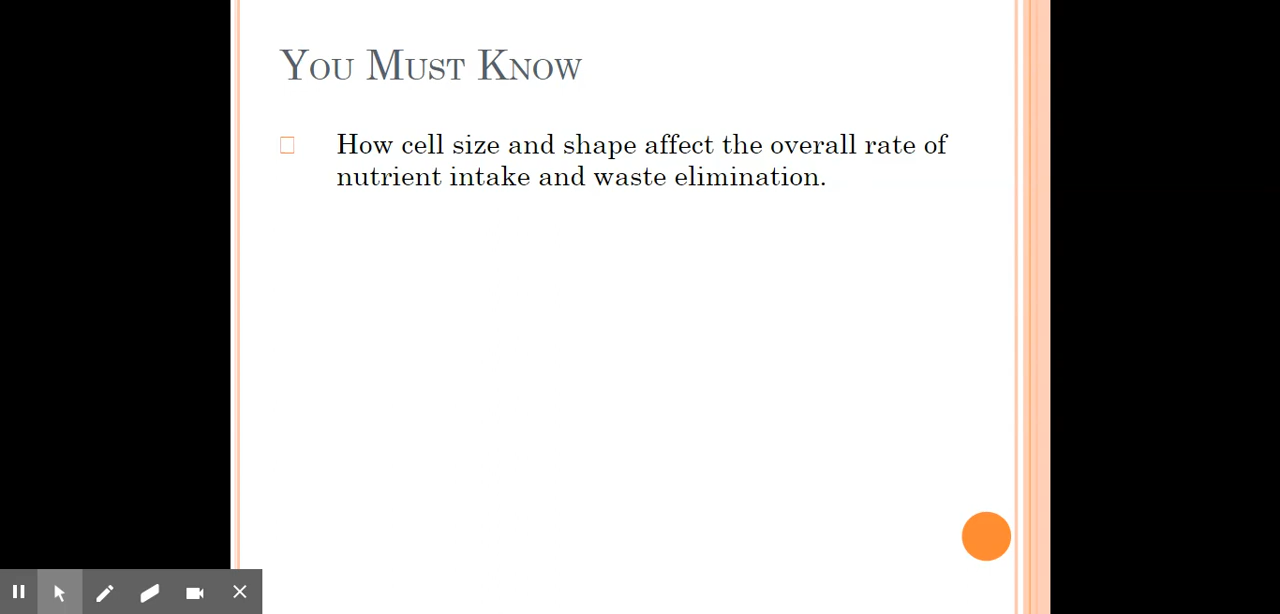 You Must Know
How cell size and shape affect the overall rate of
nutrient intake and waste elimination.